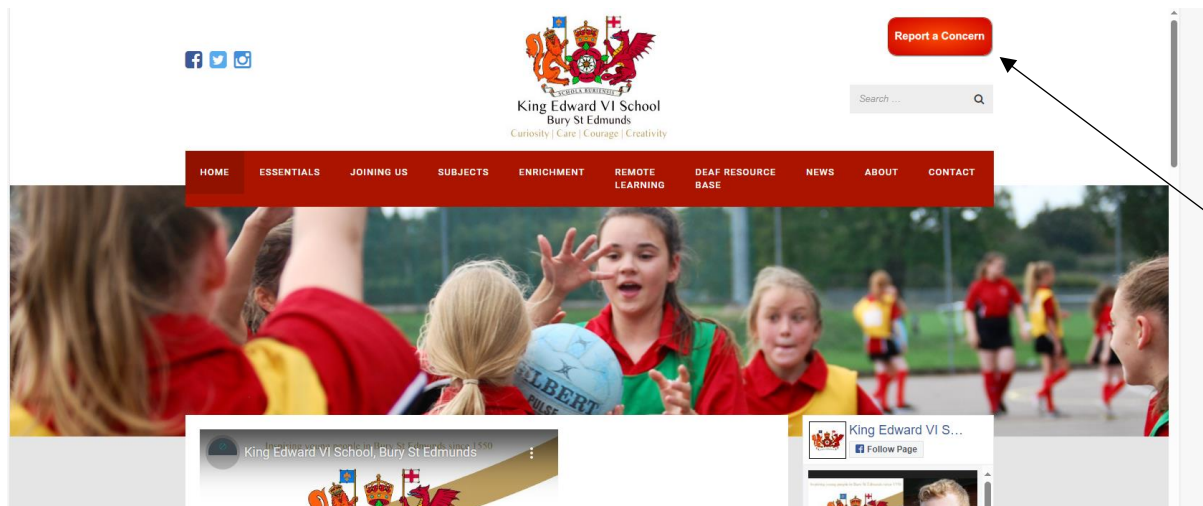 Report a Concern
SCHOLA BURIENSIS
King Edward VI School
Bury St Edmunds
Curiosity | Care | Courage | Creativity
Search ...
HOME
ESSENTIALS
JOINING US
SUBJECTS
ENRICHMENT
REMOTE
LEARNING
DEAF RESOURCE
BASE
NEWS
ABOUT
CONTACT
GILBERT
PULSE
King Edward VI School, Bury St Edmunds
King Edward VI S...
Follow Page